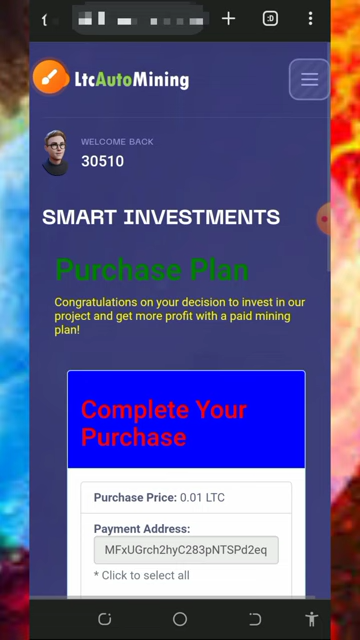 :D
LtcAutoMining
WELCOME BACK
30510
SMART INVESTMENTS
Purchase Plan
Congratulations on your decision to invest in our
project and get more profit with a paid mining
plan!
Complete Your
Purchase
Purchase Price: 0.01 LTC
Payment Address:
MFxUGrch2hyC283pNTSPd2eq
* Click to select all